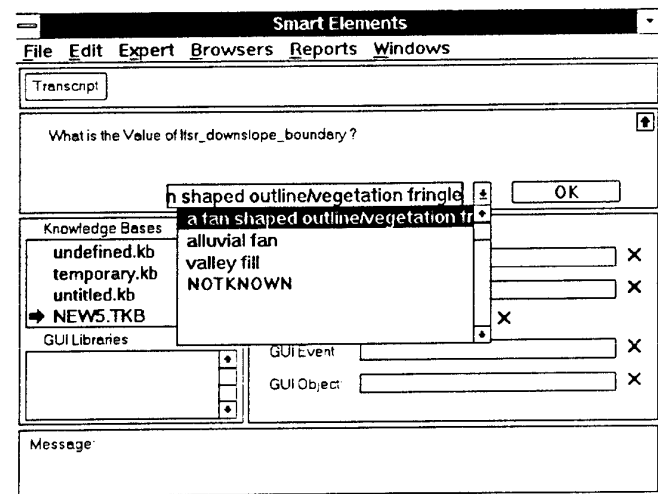 Smart Elements
File Edit Expert Browsers Reports Windows
Transcript
What is the Value of ltsr_downslope_boundary ?
n shaped outline/vegetation fringle
OK
a fan shaped outline/vegetation fr
alluvial fan
valley fill
NOTKNOWN
Knowledge Bases
undefined.kb
temporary.kb
untitled.kb
NEW5.TKB
GUI Libraries
GUI Event
GUI Object:
Message: